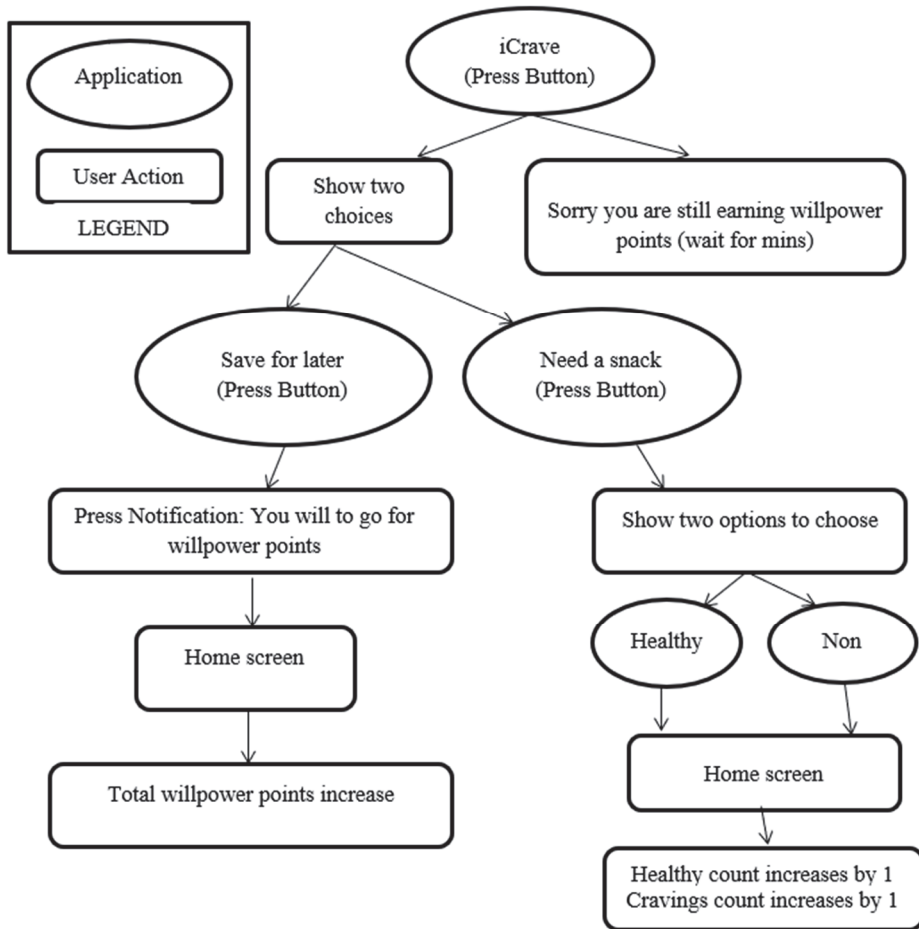 Application
User Action
LEGEND
iCrave
(Press Button)
Show two
choices
Sorry you are still earning willpower
points (wait for mins)
Save for later
(Press Button)
Need a snack
(Press Button)
Press Notification: You will to go for
willpower points
Show two options to choose
Home screen
Healthy
Non
Total willpower points increase
Home screen
Healthy count increases by 1
Cravings count increases by 1